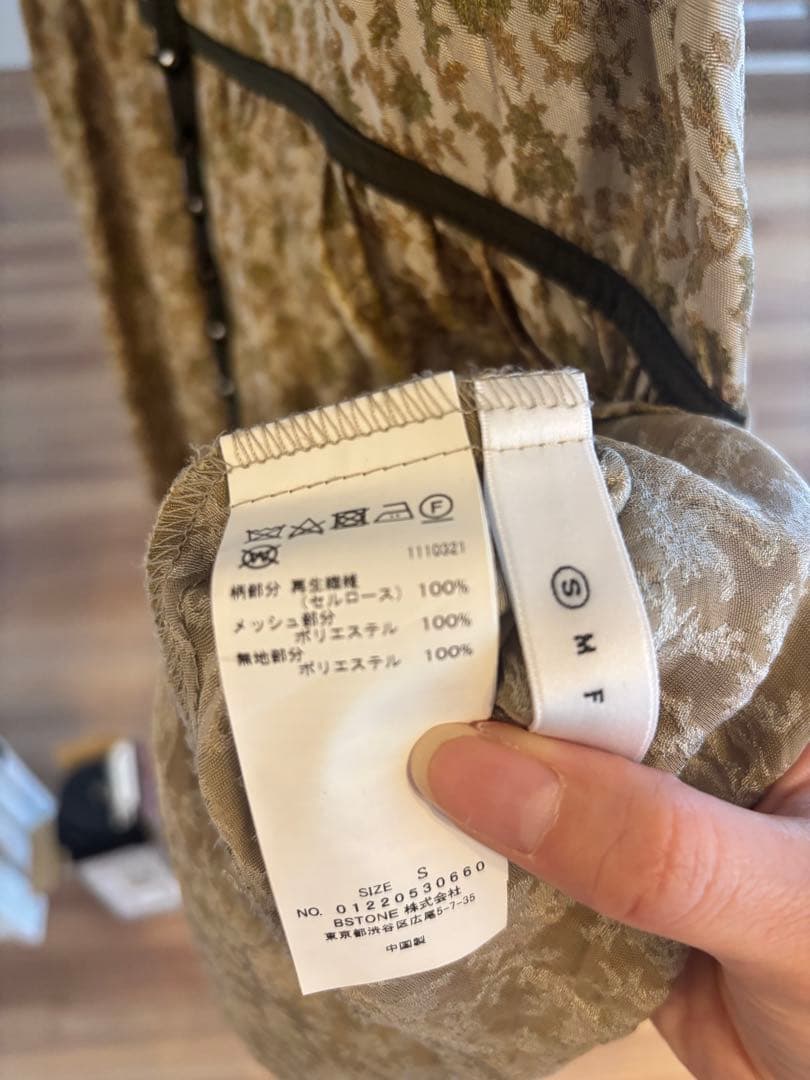 F
W
1110321
柄部分 再生繊維
(セルロース) 100%
メッシュ部分
ポリエステル 100%
無地部分
ポリエステル 100%
SIZE S
NO. 01220530660
BSTONE 株式会社
東京都渋谷区広尾5-7-35
中国製
S M F